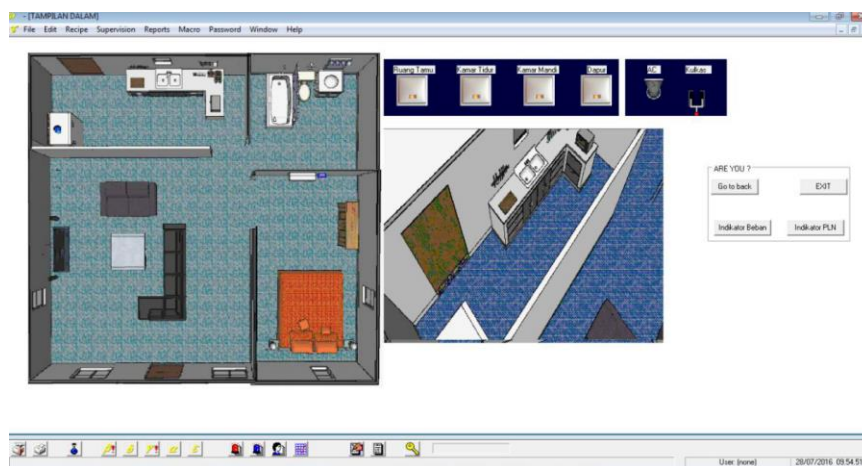 - [TAMPILAN DALAM]
File Edit Recipe Supervision Reports Macro Password Window Help
Ruang Tamu Kamar Tidur Kamar Mandi Dapur AC Kulkas
ARE YOU ?
Go to back EXIT
Indikator Beban Indikator PLN
User: (none) 28/07/2016 09:54:51